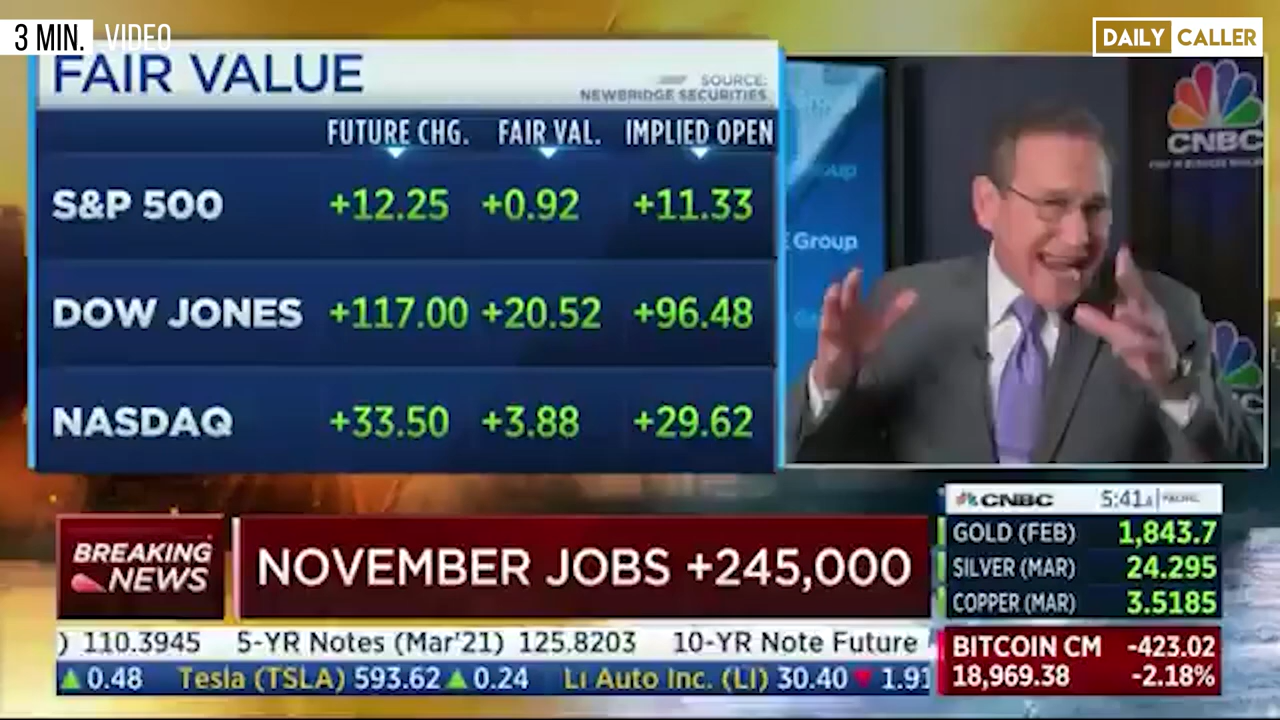 3 MIN. VIDEO
DAILY CALLER
FAIR VALUE
SOURCE:
NEWBRIDGE SECURITIES
FUTURE CHG. FAIR VAL. IMPLIED OPEN
S&P 500 +12.25 +0.92 +11.33
DOW JONES +117.00 +20.52 +96.48
NASDAQ +33.50 +3.88 +29.62
CNBC
Group
BREAKING
NEWS
NOVEMBER JOBS +245,000
CNBC 5:41A PACIFIC
GOLD (FEB) 1,843.7
SILVER (MAR) 24.295
COPPER (MAR) 3.5185
BITCOIN CM -423.02
18,969.38 -2.18%
) 110.3945 5-YR Notes (Mar'21) 125.8203 10-YR Note Future
▲ 0.48 Tesla (TSLA) 593.62 ▲ 0.24 Li Auto Inc. (LI) 30.40 ▼ 1.91